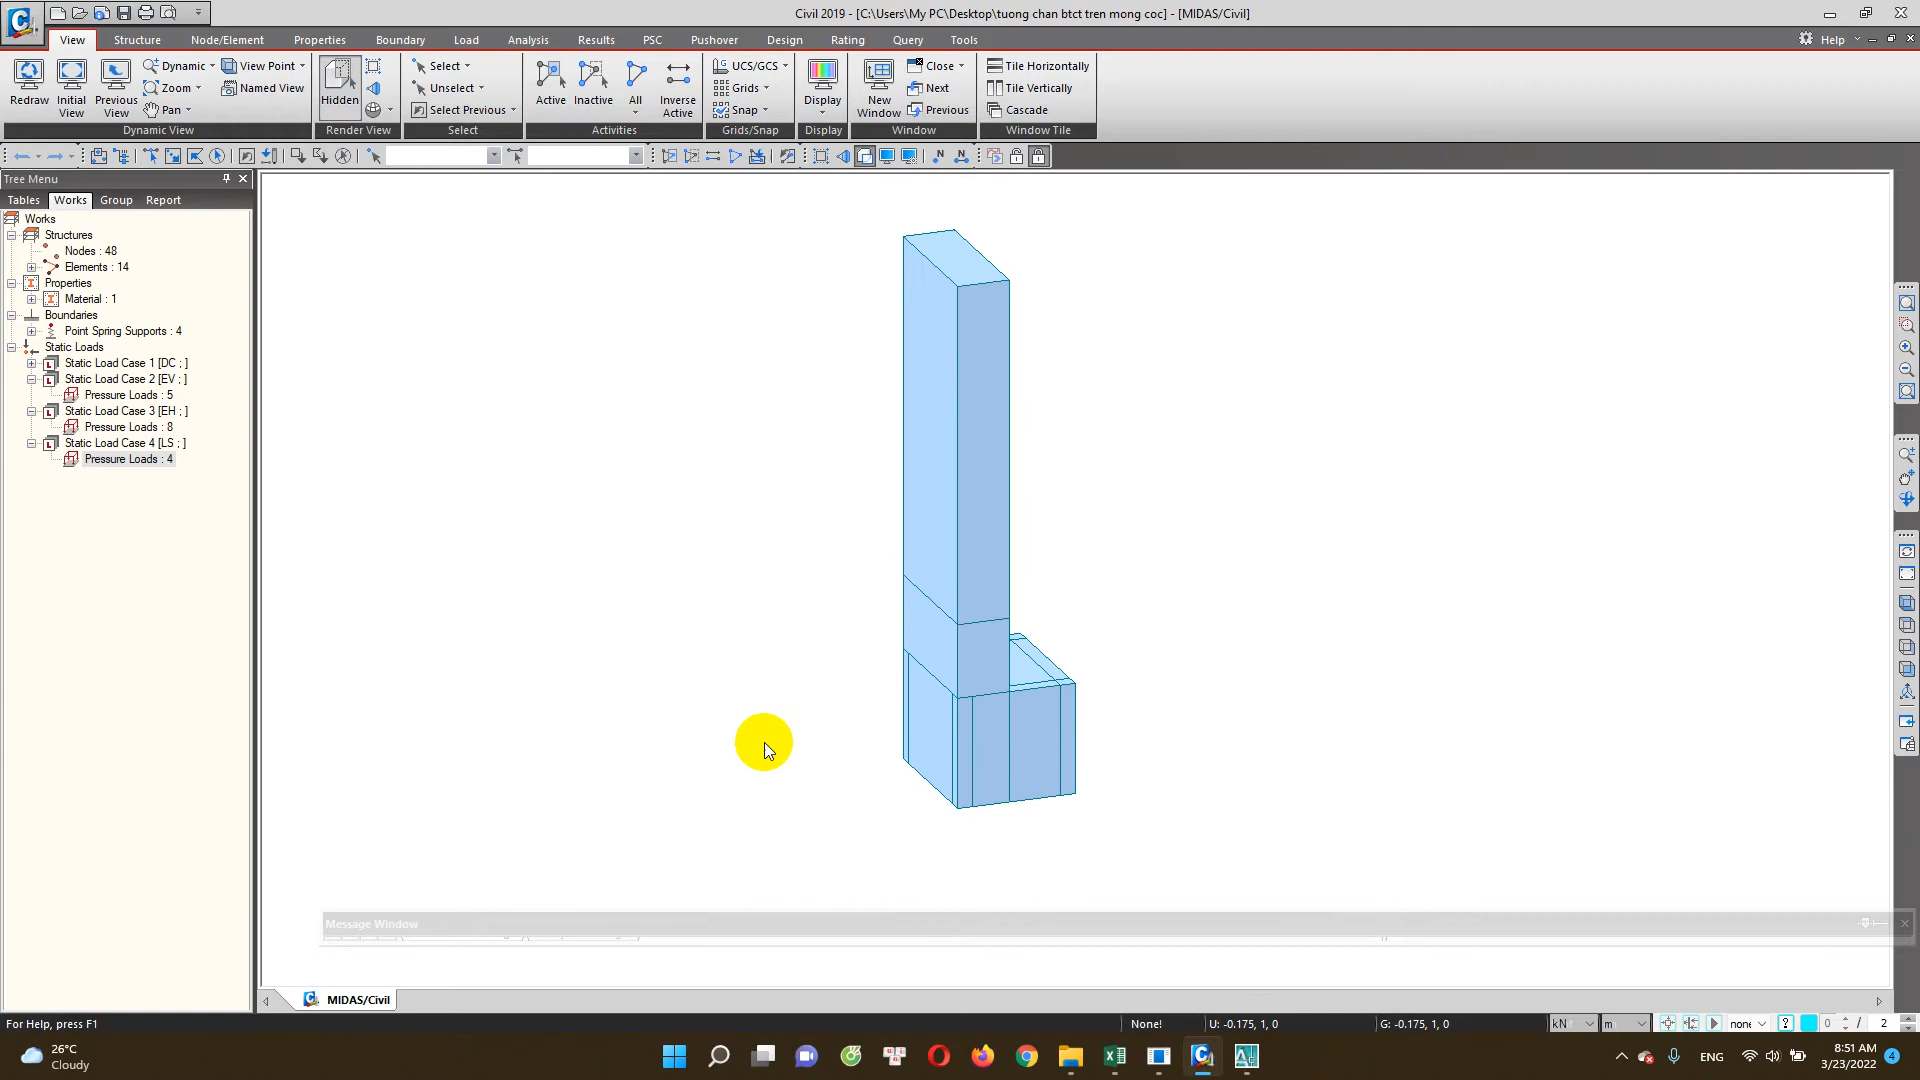 Civil 2019 - [C:\Users\My PC\Desktop\tuong chan btct tren mong coc] - [MIDAS/Civil]
View Structure Node/Element Properties Boundary Load Analysis Results PSC Pushover Design Rating Query Tools Help
Redraw
Initial View
Previous View
Dynamic
Zoom
Pan
View Point
Named View
Dynamic View
Hidden
Render View
Select
Unselect
Select Previous
Select
Active
Inactive
All
Inverse Active
Activities
UCS/GCS
Grids
Snap
Grids/Snap
Display
Display
New Window
Close
Next
Previous
Window
Tile Horizontally
Tile Vertically
Cascade
Window Tile
Tree Menu
Tables Works Group Report
Works
Structures
Nodes : 48
Elements : 14
Properties
Material : 1
Boundaries
Point Spring Supports : 4
Static Loads
Static Load Case 1 [DC ; ]
Static Load Case 2 [EV ; ]
Pressure Loads : 5
Static Load Case 3 [EH ; ]
Pressure Loads : 8
Static Load Case 4 [LS ; ]
Pressure Loads : 4
Message Window
MIDAS/Civil
For Help, press F1
None!
U: -0.175, 1, 0
G: -0.175, 1, 0
kN
m
none
0 / 2
26°C
Cloudy
ENG
8:51 AM
3/23/2022
4